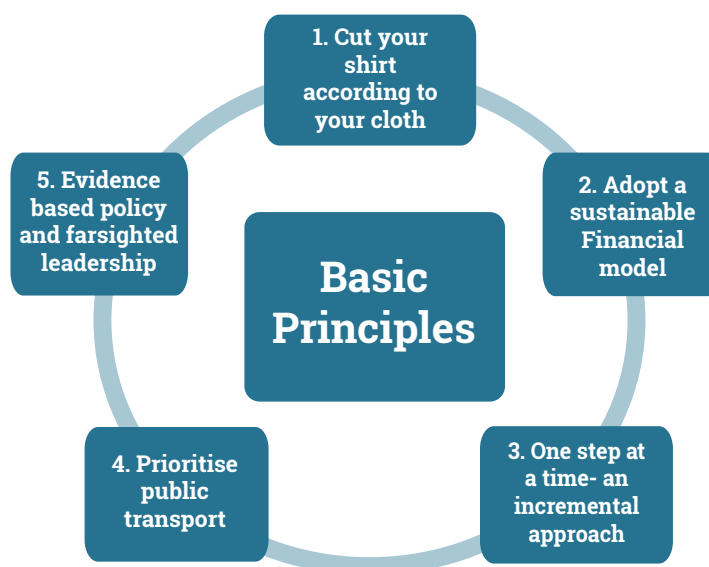 1. Cut your
shirt
according to
your cloth
2. Adopt a
sustainable
Financial
model
3. One step at
a time- an
incremental
approach
4. Prioritise
public
transport
5. Evidence
based policy
and farsighted
leadership
Basic
Principles